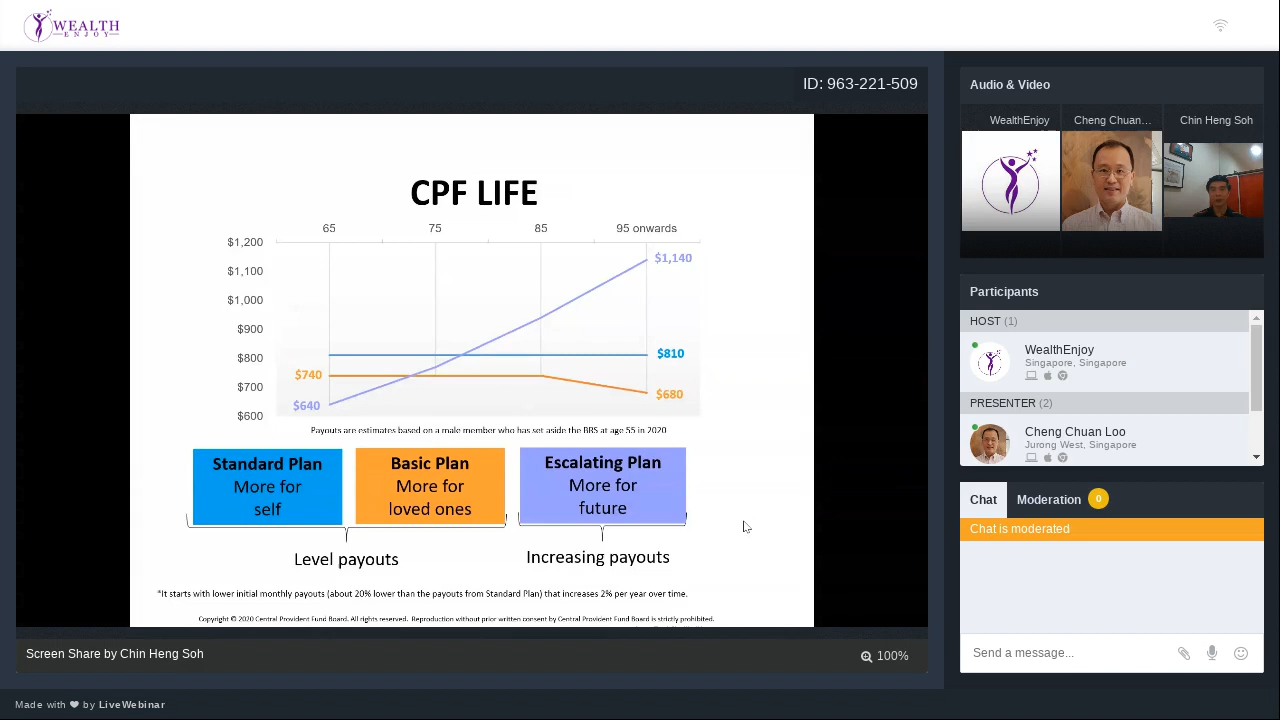 WEALTH
ENJOY
ID: 963-221-509
CPF LIFE
65 75 85 95 onwards
$1,200
$1,100
$1,000
$900
$800
$700
$600
$1,140
$810
$740
$680
$640
Payouts are estimates based on a male member who has set aside the BRS at age 55 in 2020
Standard Plan
More for
self
Basic Plan
More for
loved ones
Escalating Plan
More for
future
Level payouts
Increasing payouts
*It starts with lower initial monthly payouts (about 20% lower than the payouts from Standard Plan) that increases 2% per year over time.
Copyright © 2020 Central Provident Fund Board. All rights reserved. Reproduction without prior written consent by Central Provident Fund Board is strictly prohibited.
Screen Share by Chin Heng Soh
100%
Audio & Video
WealthEnjoy
Cheng Chuan...
Chin Heng Soh
Participants
HOST (1)
WealthEnjoy
Singapore, Singapore
PRESENTER (2)
Cheng Chuan Loo
Jurong West, Singapore
Chat
Moderation 0
Chat is moderated
Send a message...
Made with ❤ by LiveWebinar